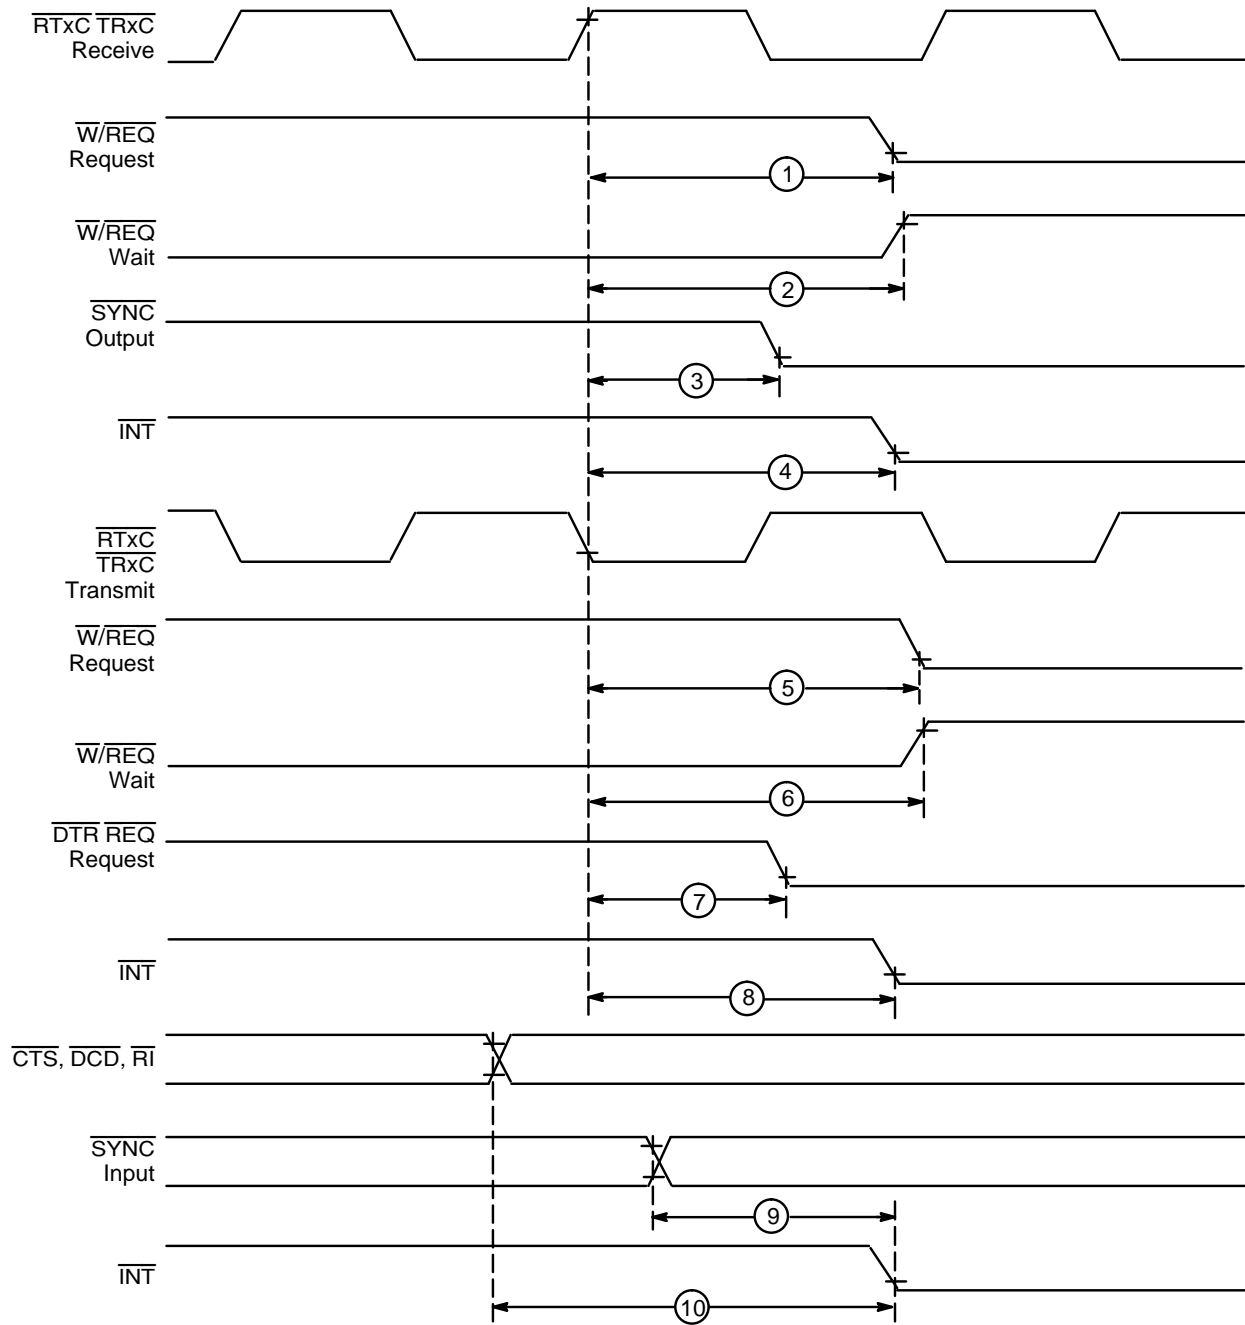 RTxC TRxC
Receive
W/REQ
Request
1
W/REQ
Wait
2
SYNC
Output
3
INT
4
RTxC
TRxC
Transmit
W/REQ
Request
5
W/REQ
Wait
6
DTR REQ
Request
7
INT
8
CTS, DCD, RI
SYNC
Input
9
INT
10